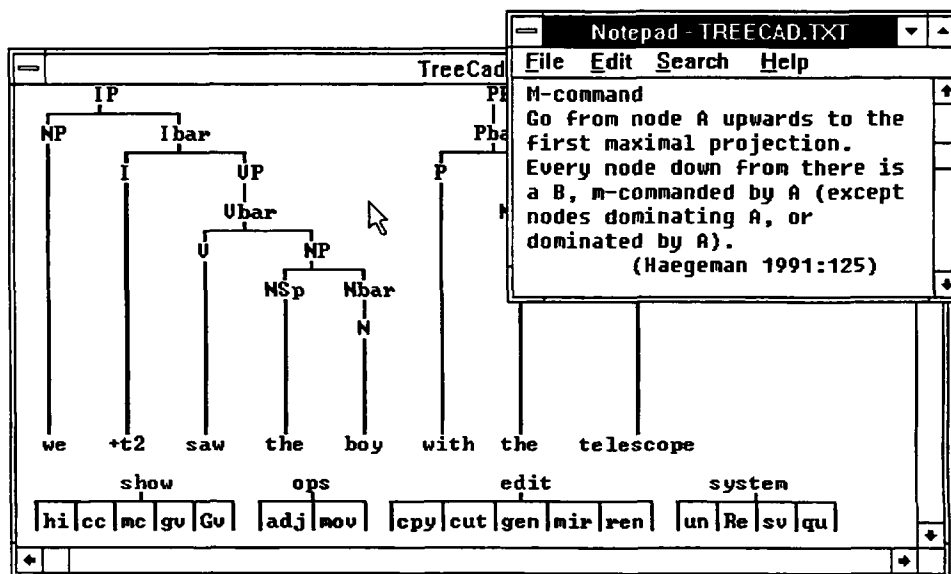 Notepad - TREECAD.TXT
File Edit Search Help
M-command
Go from node A upwards to the
first maximal projection.
Every node down from there is
a B, m-commanded by A (except
nodes dominating A, or
dominated by A).
(Haegeman 1991:125)
TreeCad
IP
NP Ibar Pba
I VP P
Vbar
V NP
NSp Nbar
N
we +t2 saw the boy with the telescope
show ops edit system
hi cc mc gv Gv adj mov cpy cut gen mir ren un Re sv qu